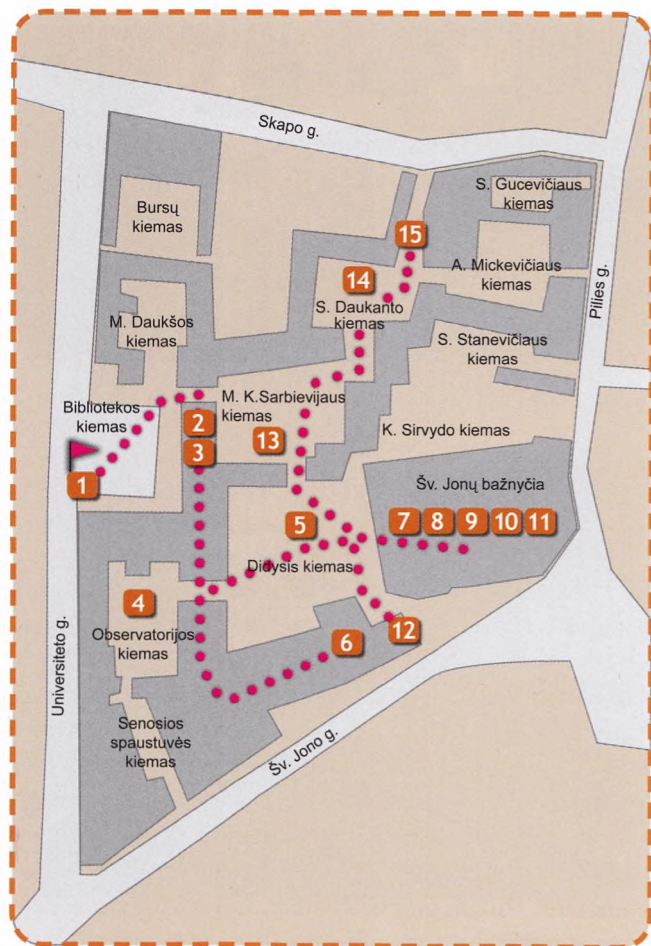 Skapo g.
S. Gucevičiaus
kiemas
Bursų
kiemas
15
A. Mickevičiaus
kiemas
14
S. Daukanto
kiemas
Pilies g.
M. Daukšos
kiemas
S. Stanevičiaus
kiemas
M. K.Sarbievijaus
kiemas
Bibliotekos
kiemas
2
13
K. Sirvydo kiemas
3
1
Šv. Jonų bažnyčia
5
7 8 9 10 11
Didysis kiemas
4
Observatorijos
kiemas
12
6
Universiteto g.
Senosios
spaustuvės
kiemas
Šv. Jono g.